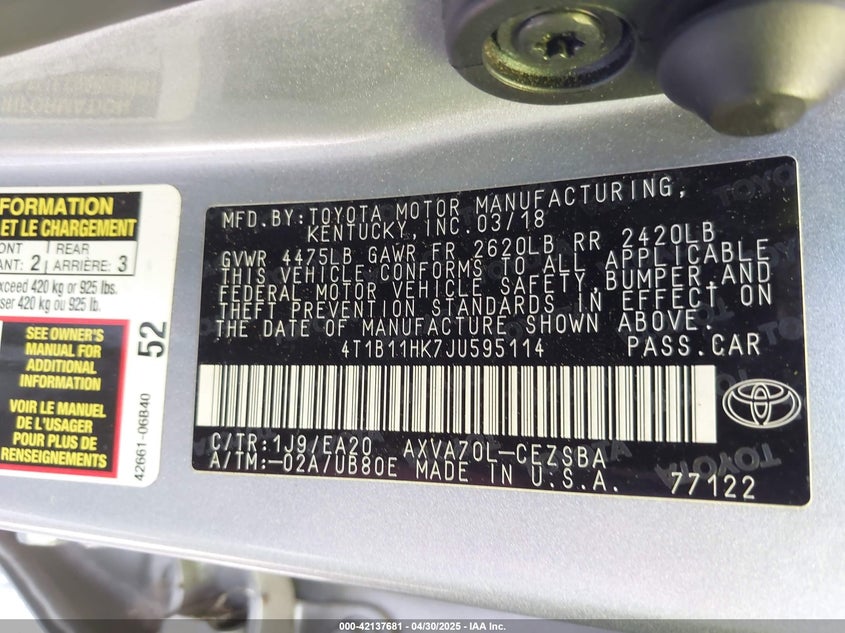 FORMATION
ET LE CHARGEMENT
ONT
ANT: 2
REAR
ARRIÈRE: 3
exceed 420 kg or 925 lbs.
ser 420 kg ou 925 lb.
SEE OWNER'S
MANUAL FOR
ADDITIONAL
INFORMATION
VOIR LE MANUEL
DE L'USAGER
POUR PLUS DE
RENSEIGNEMENTS
52
42661-06B40
MFD.BY:TOYOTA MOTOR MANUFACTURING,
KENTUCKY,INC.03/18
GVWR 4475LB GAWR FR 2620LB RR 2420LB
THIS VEHICLE CONFORMS TO ALL APPLICABLE
FEDERAL MOTOR VEHICLE SAFETY,BUMPER,AND
THEFT PREVENTION STANDARDS IN EFFECT ON
THE DATE OF MANUFACTURE SHOWN ABOVE.
4T1B11HK7JU595114 PASS.CAR
C/TR:1J9/EA20 AXVA70L-CEZSBA
A/TM:-02A/UB80E MADE IN U.S.A. 77122
TOYOTA
000-42137681 - 04/30/2025 - IAA Inc.